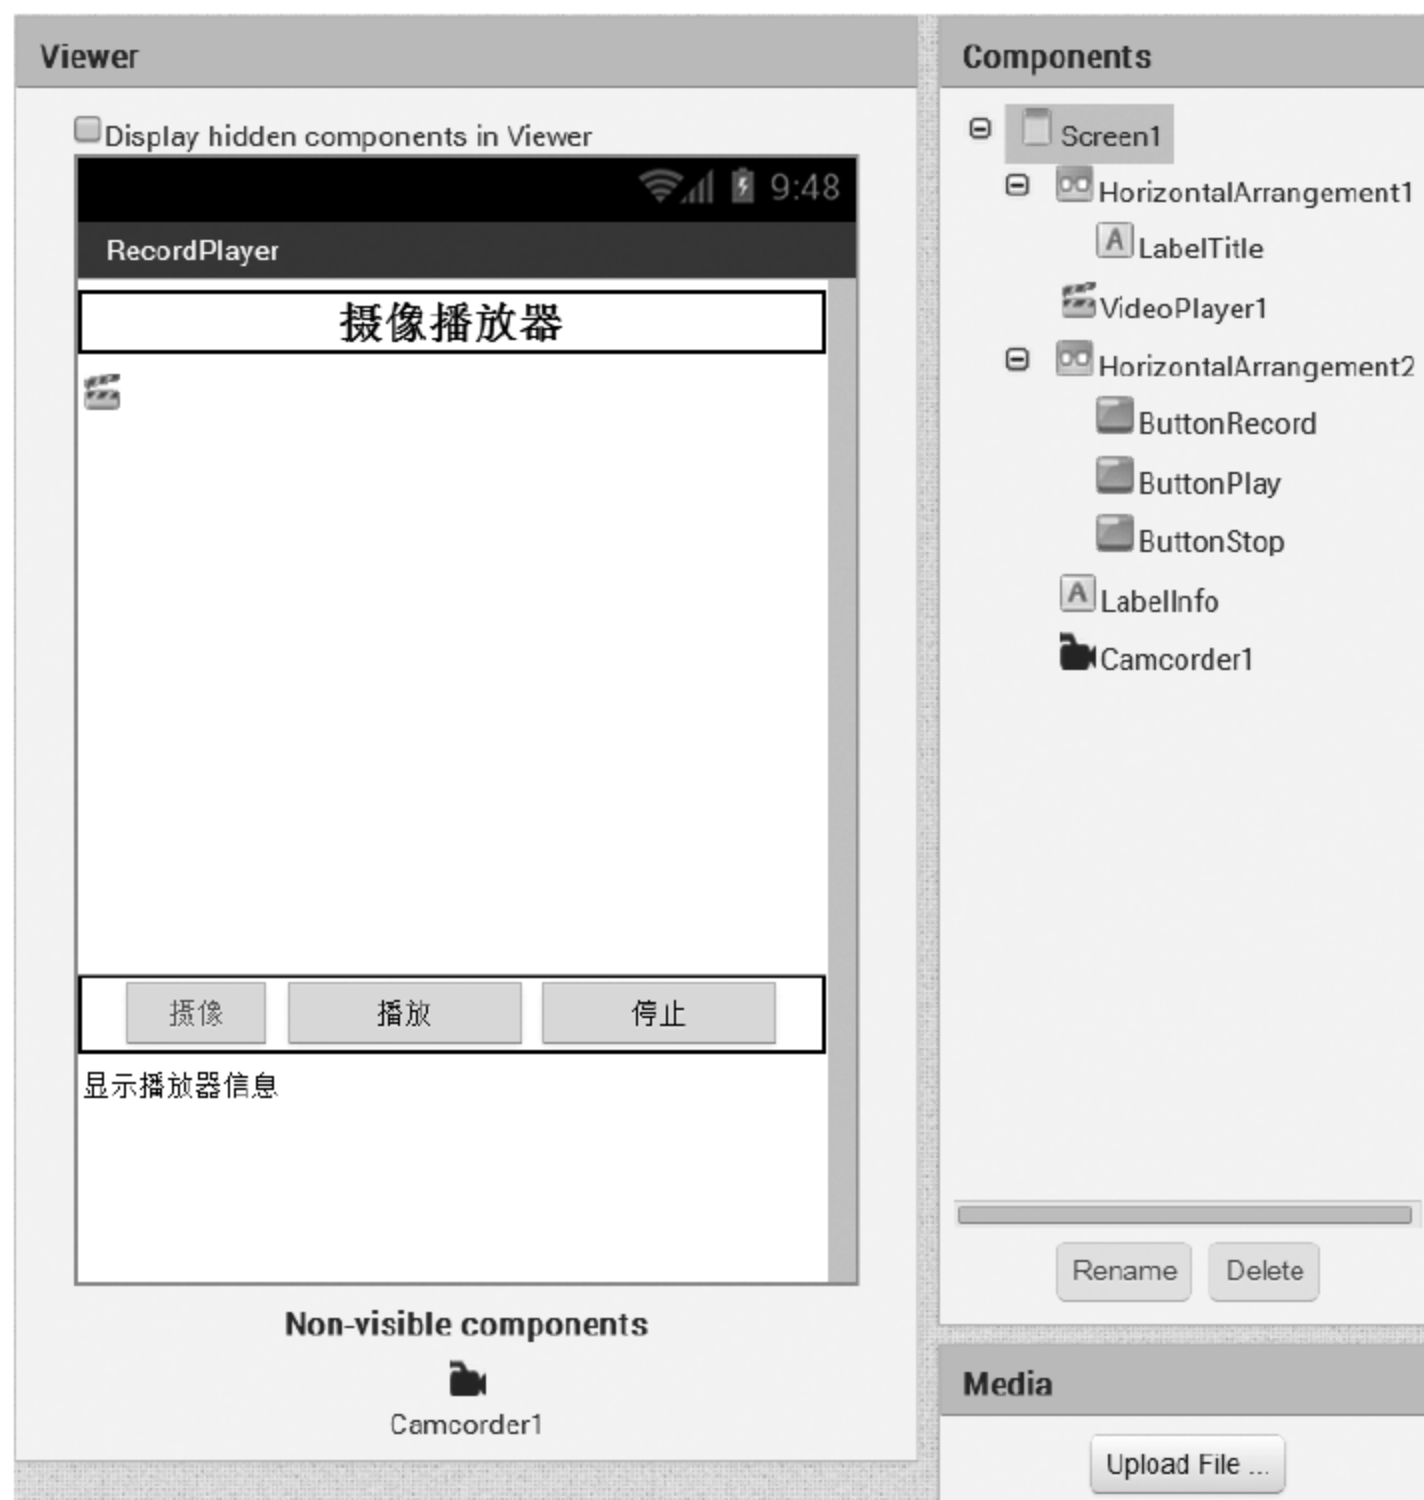 Viewer
Display hidden components in Viewer
9:48
RecordPlayer
摄像播放器
摄像 播放 停止
显示播放器信息
Non-visible components
Camcorder1
Components
Screen1
HorizontalArrangement1
A LabelTitle
VideoPlayer1
HorizontalArrangement2
ButtonRecord
ButtonPlay
ButtonStop
A LabelInfo
Camcorder1
Rename Delete
Media
Upload File ...